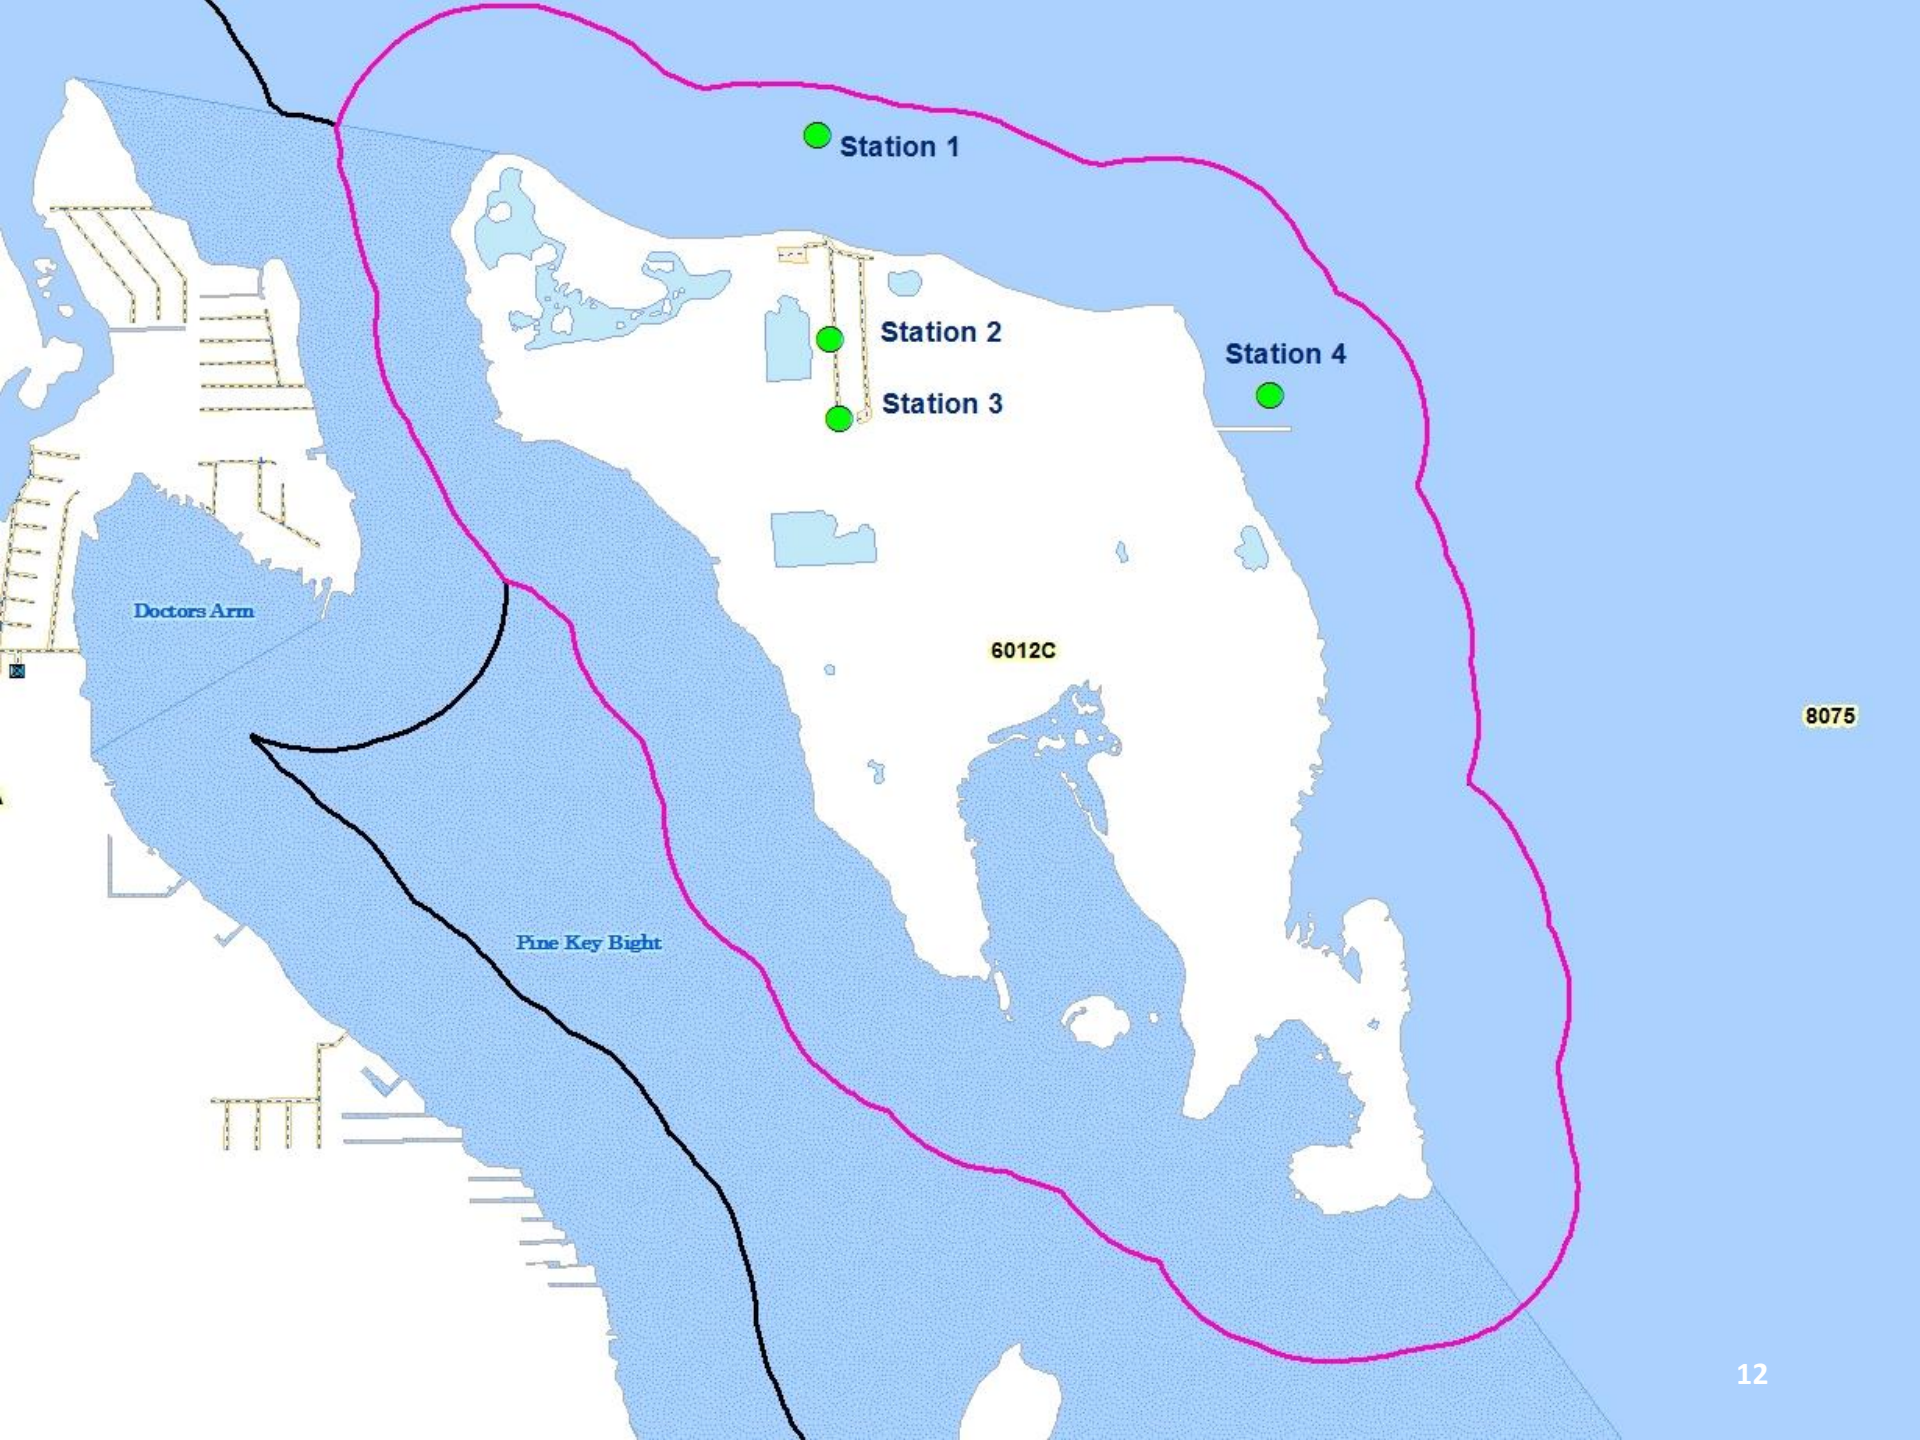 Station 1
Station 2
Station 4
Station 3
Doctors Arm
6012C
8075
Pine Key Bight
12